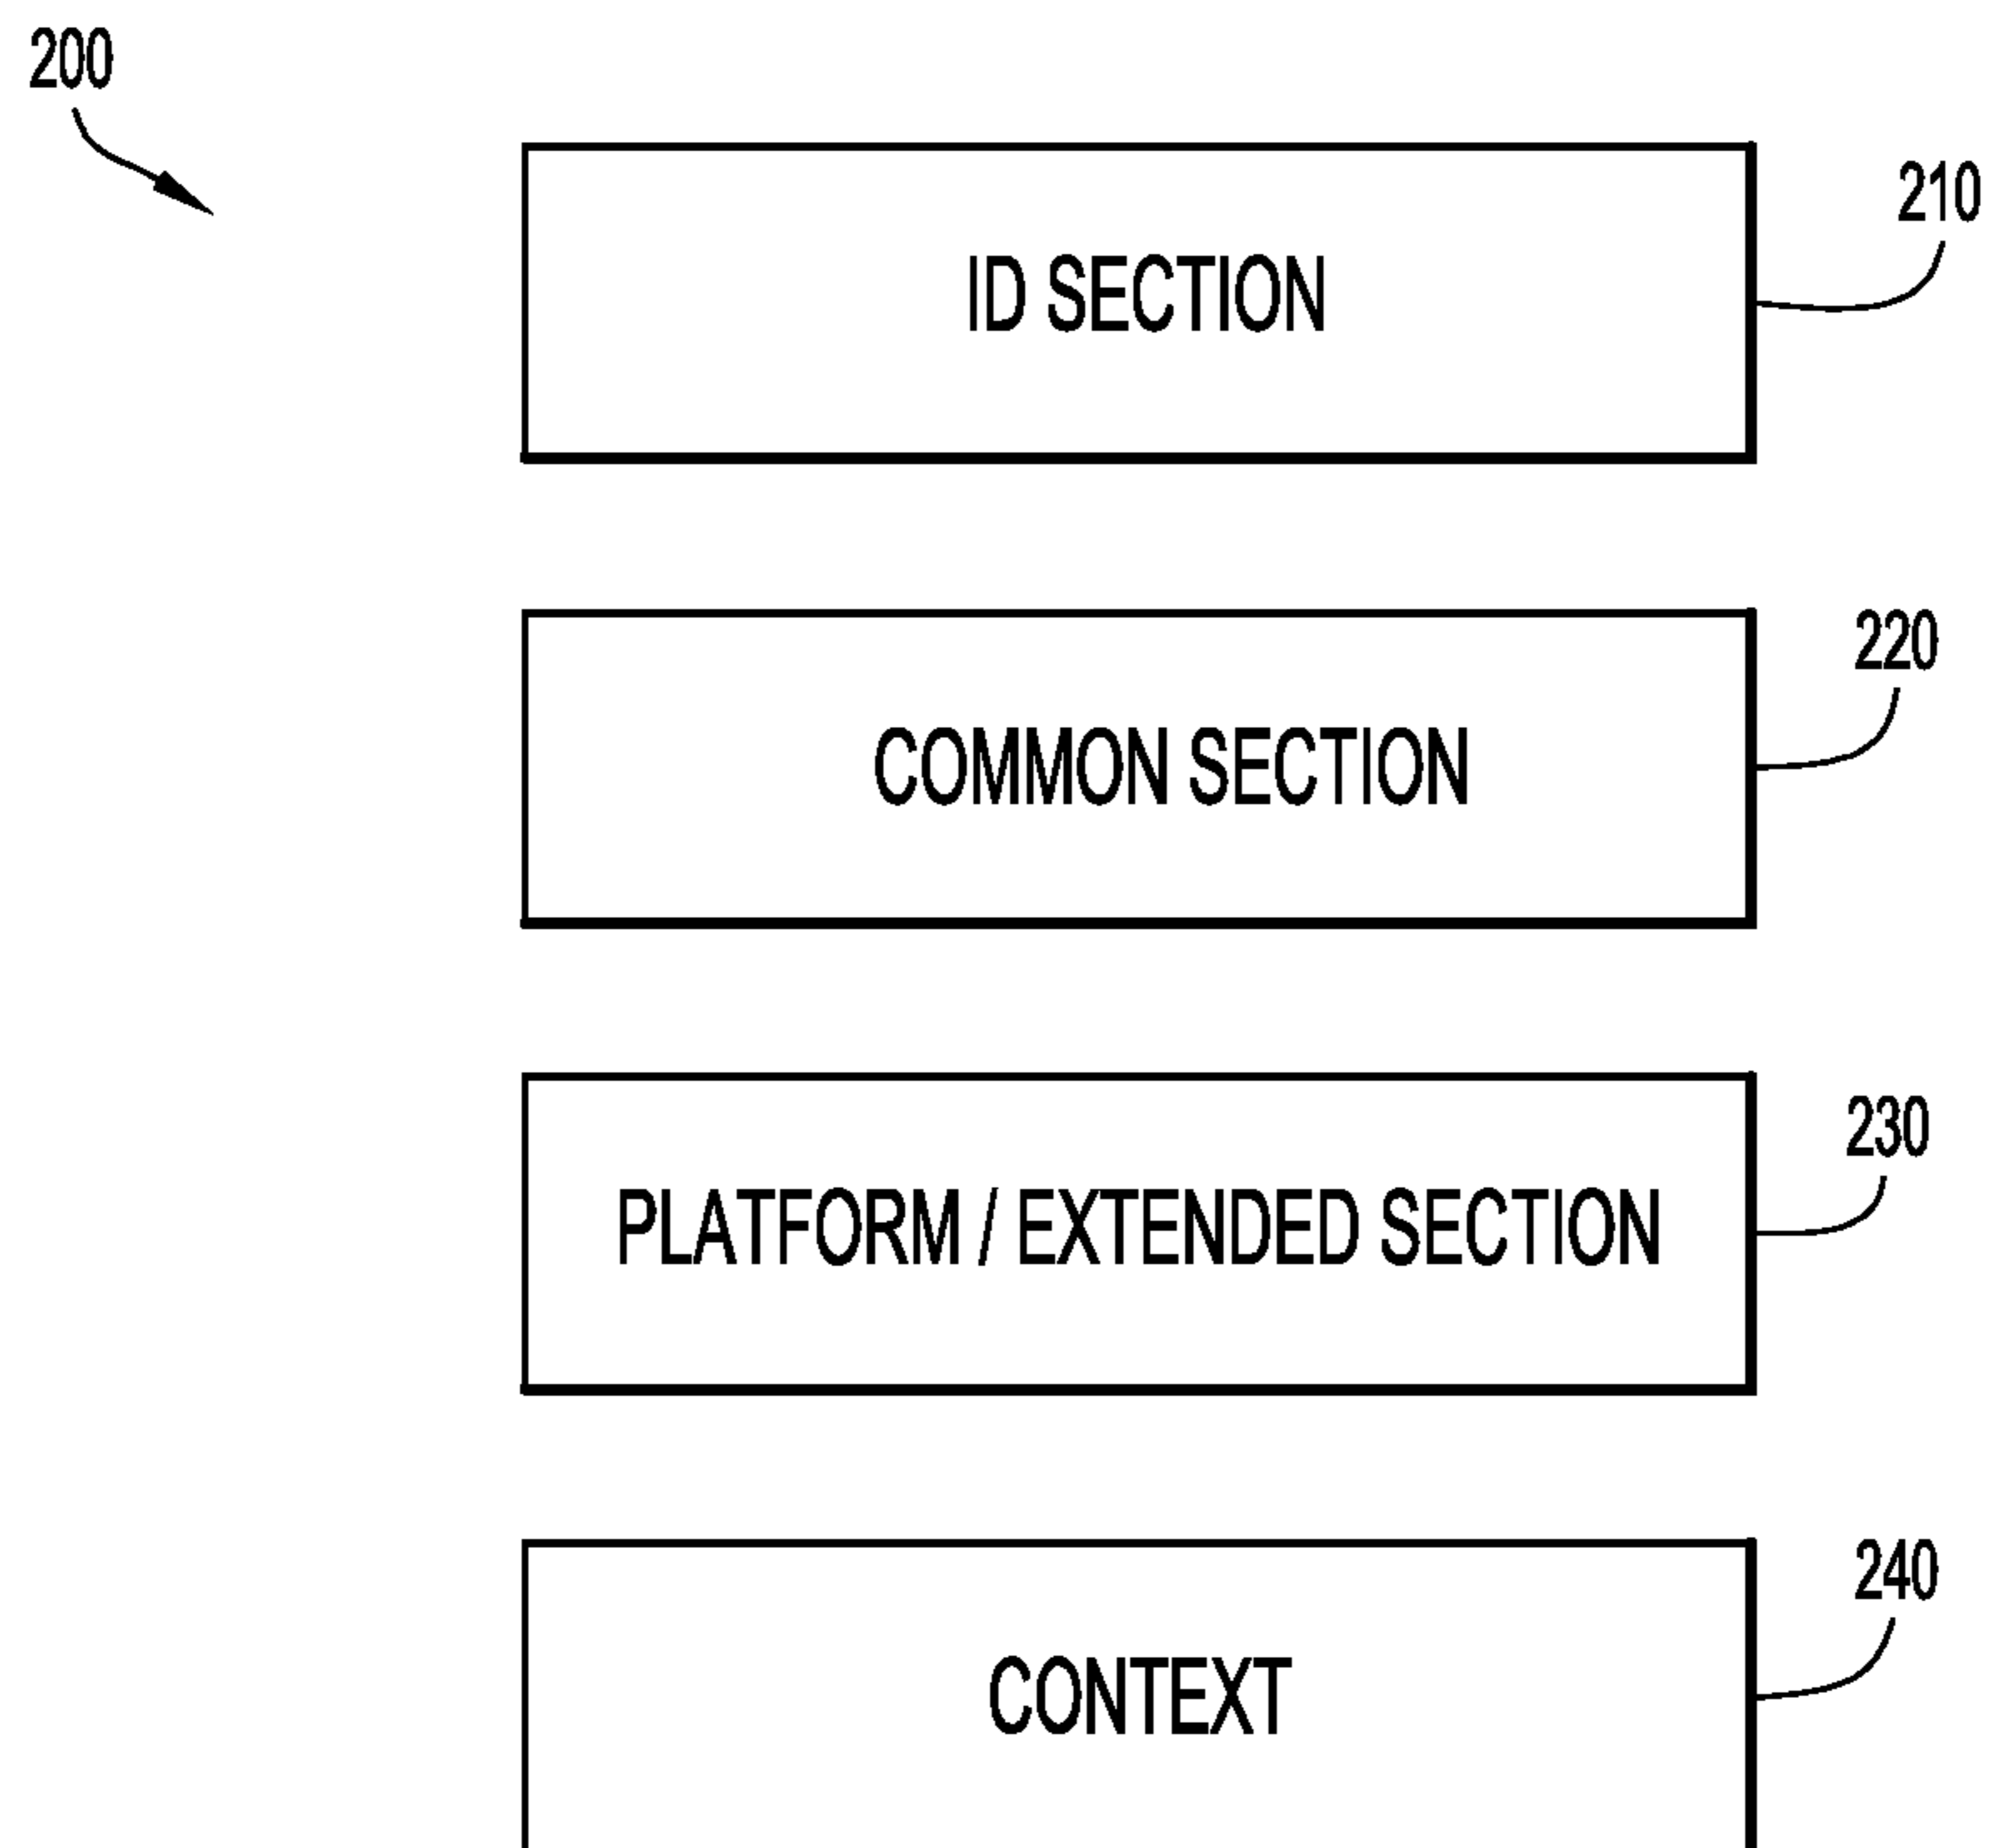 200
210
ID SECTION
220
COMMON SECTION
230
PLATFORM / EXTENDED SECTION
240
CONTEXT